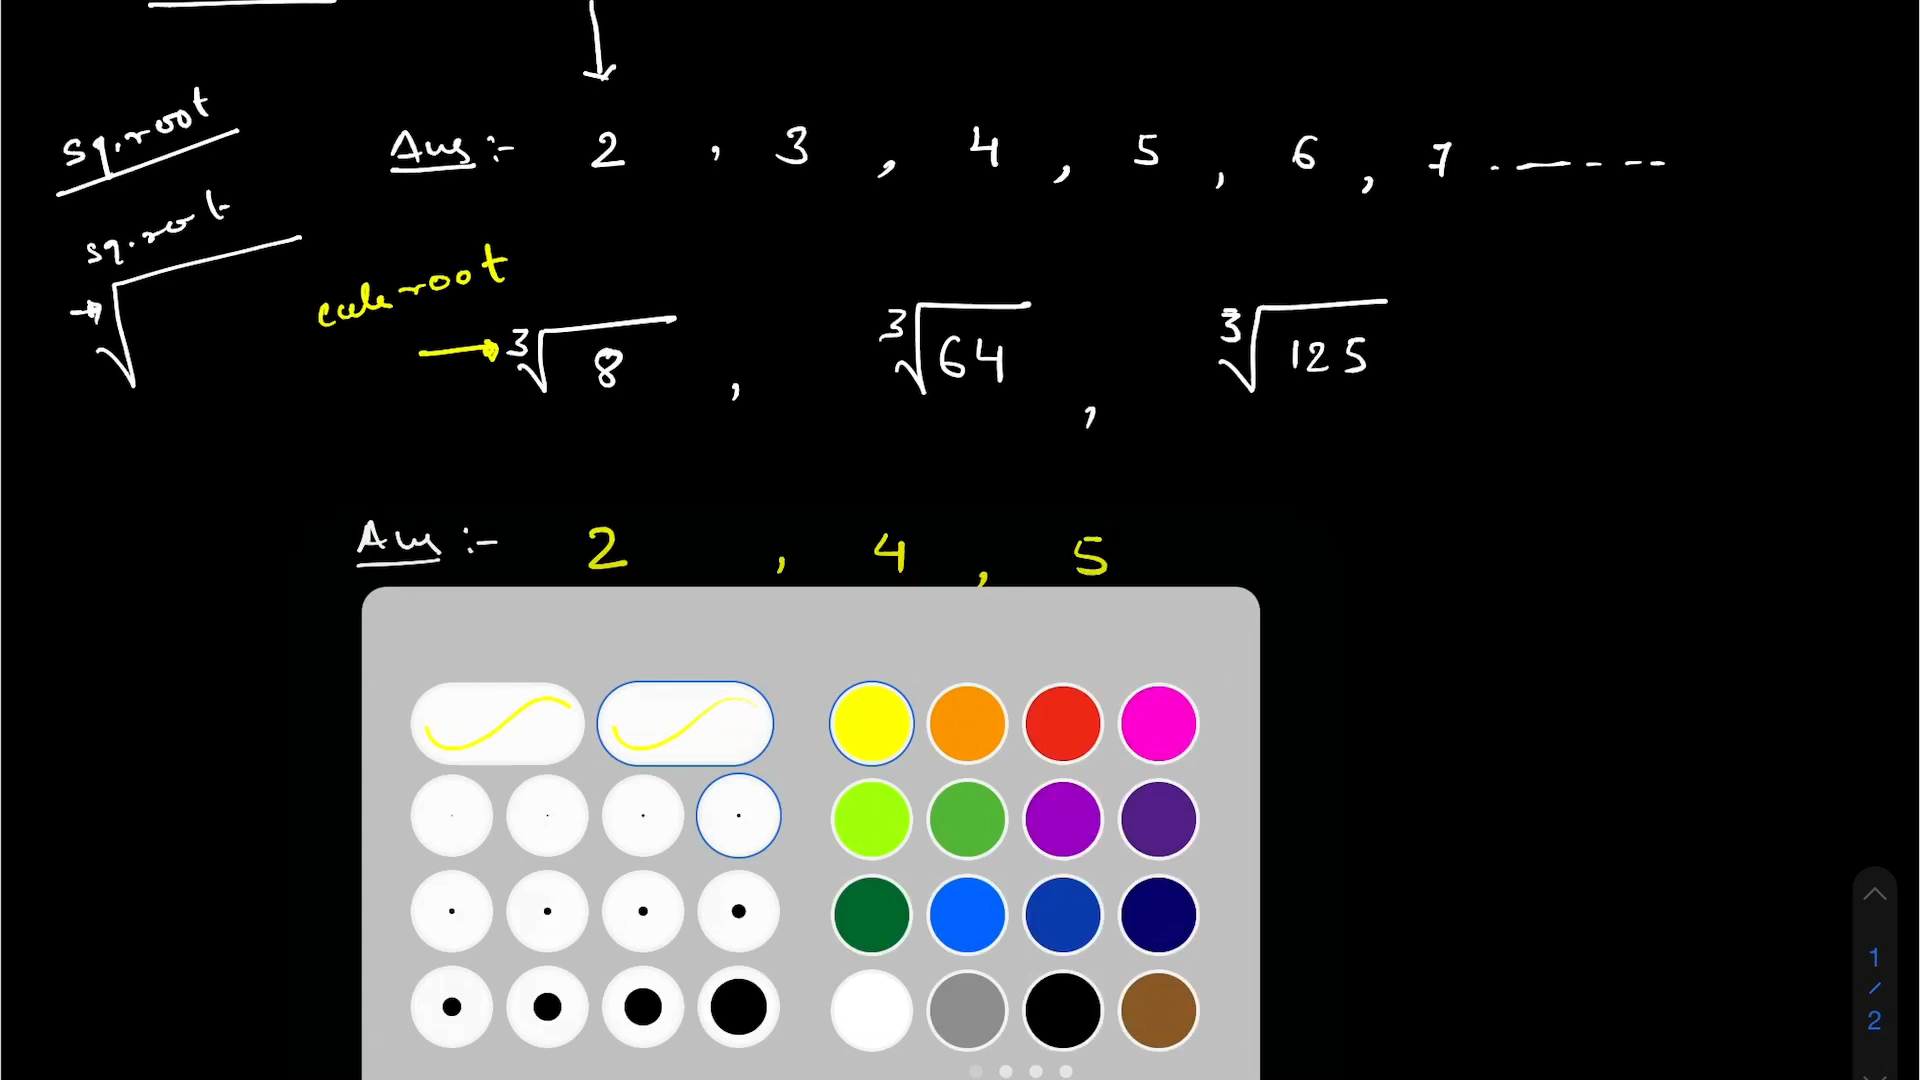 sq.root
Ans :- 2 , 3 , 4 , 5 , 6 , 7 . — - - -
sq.root
√
cube root
→ ³√8 , ³√64 , ³√125
Ans :- 2 , 4 , 5
1
/
2